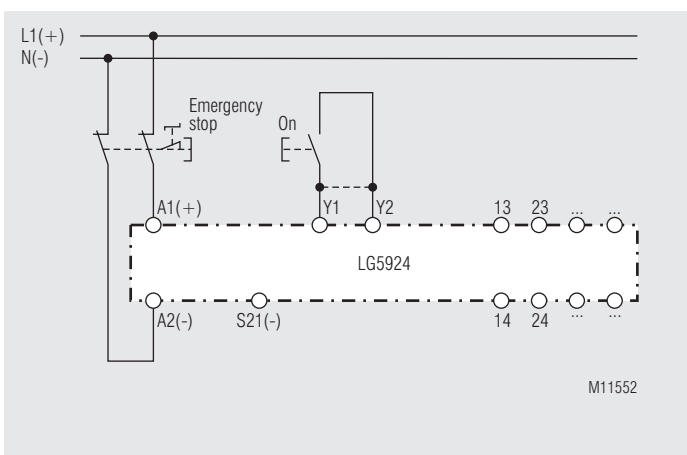 L1(+)
N(-)
Emergency
stop
On
A1(+)
Y1
Y2
13
23
...
...
LG5924
A2(-)
S21(-)
14
24
...
...
M11552